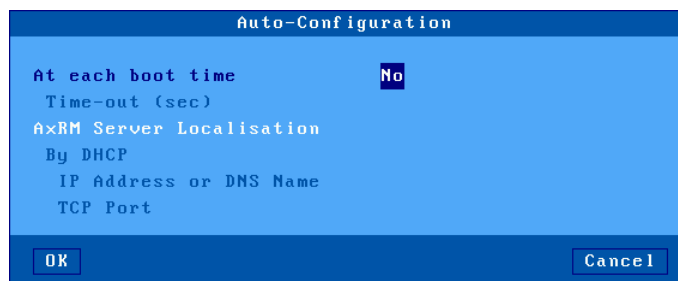 Auto-Configuration
At each boot time No
Time-out (sec)
AxRM Server Localisation
By DHCP
IP Address or DNS Name
TCP Port
OK Cancel